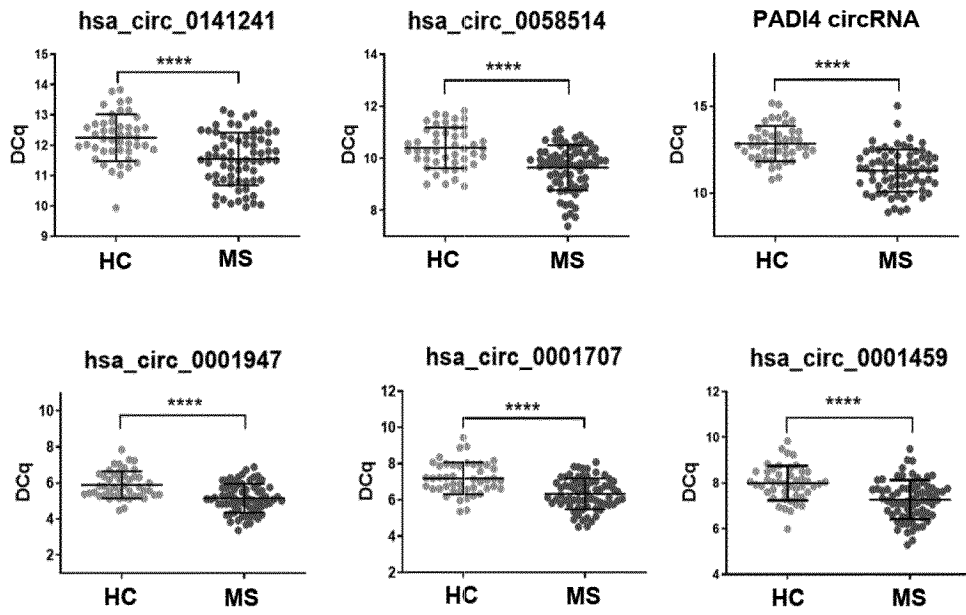 hsa_circ_0141241
****
15
14
13
12
11
10
9
DCq
HC
MS
hsa_circ_0058514
****
14
12
10
8
DCq
HC
MS
PADI4 circRNA
****
15
10
DCq
HC
MS
hsa_circ_0001947
****
10
8
6
4
2
DCq
HC
MS
hsa_circ_0001707
****
12
10
8
6
4
2
DCq
HC
MS
hsa_circ_0001459
****
12
10
8
6
4
DCq
HC
MS